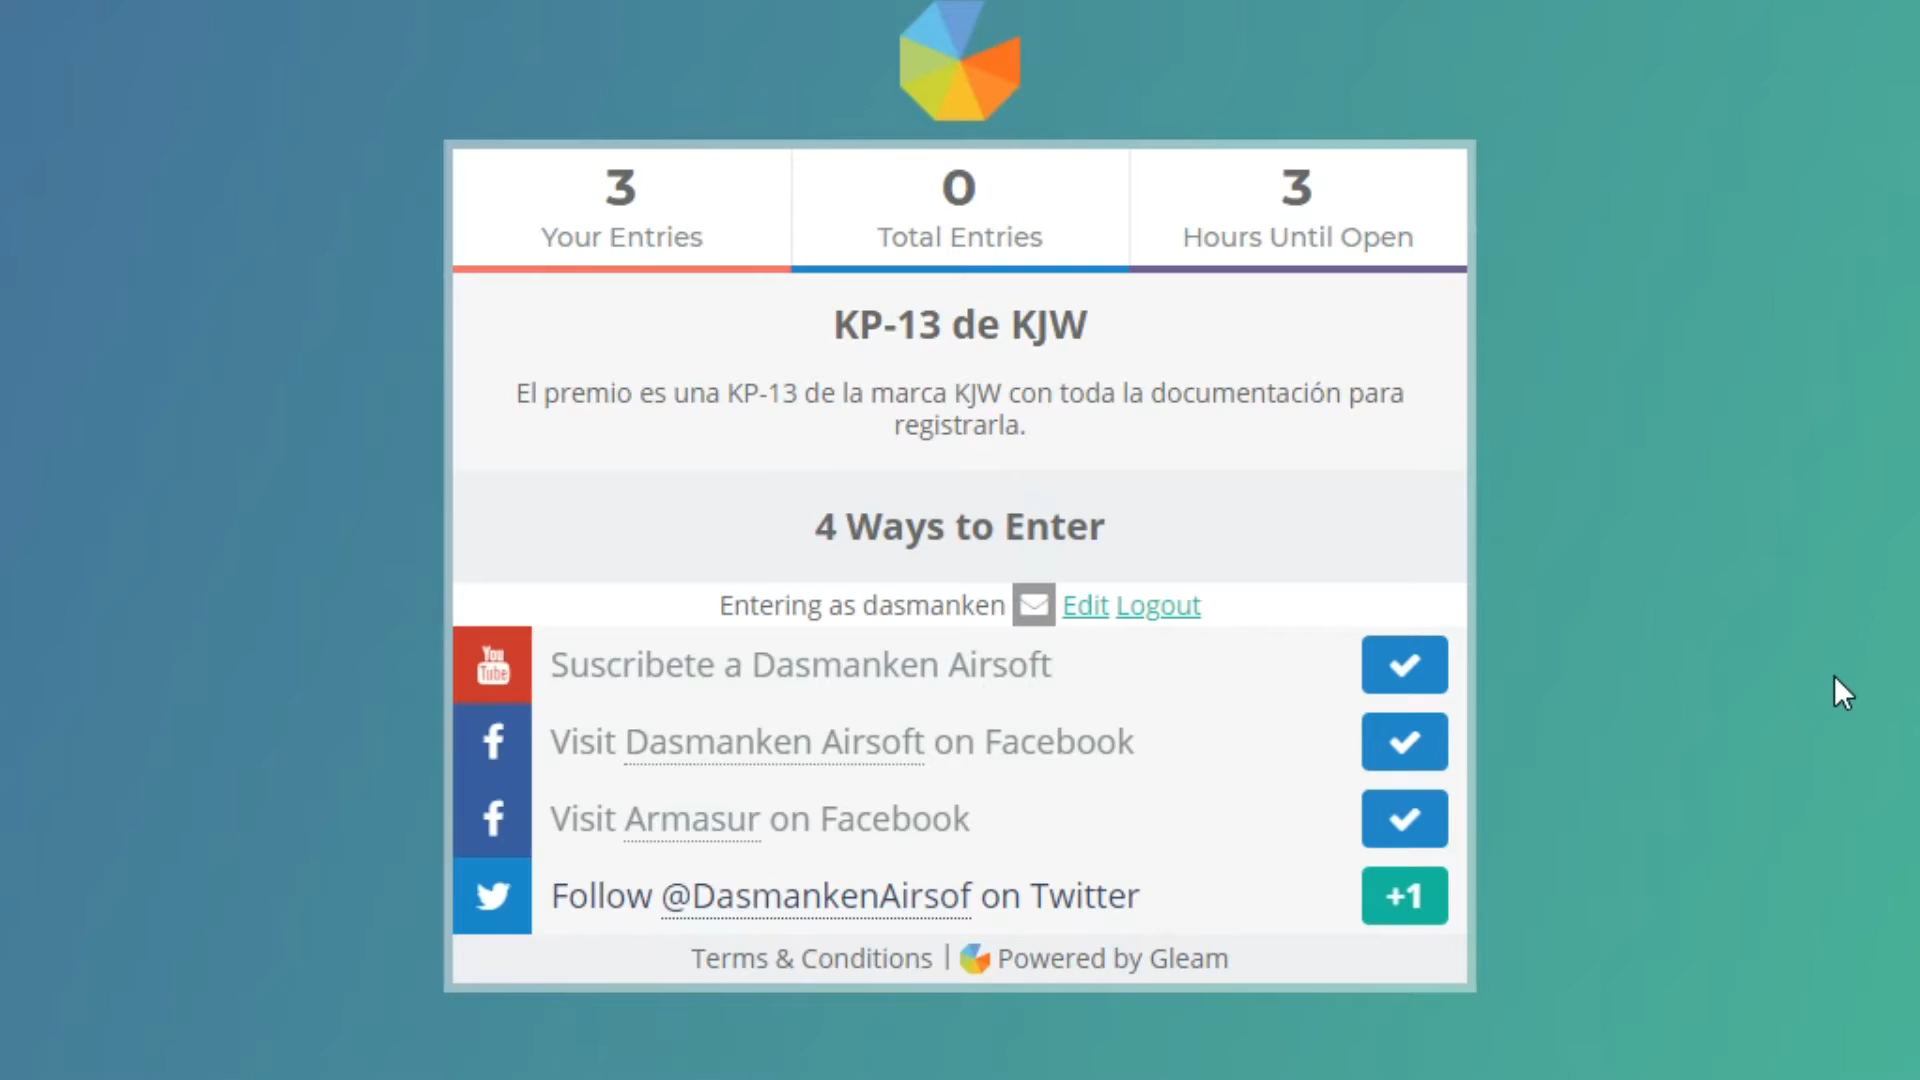 3
Your Entries
0
Total Entries
3
Hours Until Open
KP-13 de KJW
El premio es una KP-13 de la marca KJW con toda la documentación para
registrarla.
4 Ways to Enter
Entering as dasmanken Edit Logout
You
Tube
Suscribete a Dasmanken Airsoft
Visit Dasmanken Airsoft on Facebook
Visit Armasur on Facebook
Follow @DasmankenAirsof on Twitter
+1
Terms & Conditions | Powered by Gleam